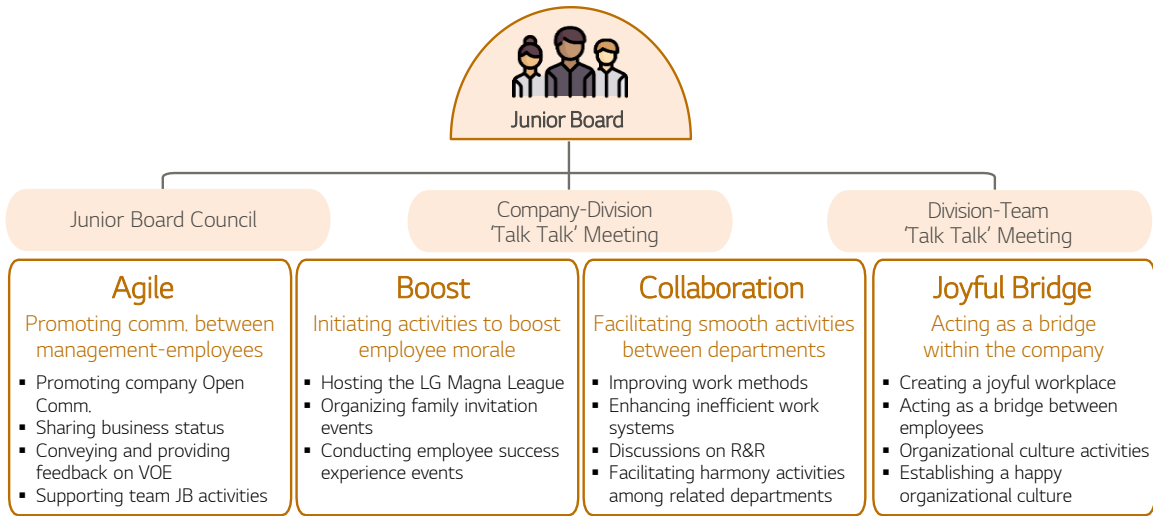 Junior Board
Junior Board Council
Company-Division
'Talk Talk' Meeting
Division-Team
'Talk Talk' Meeting
Agile
Promoting comm. between
management-employees
▪ Promoting company Open
Comm.
▪ Sharing business status
▪ Conveying and providing
feedback on VOE
▪ Supporting team JB activities
Boost
Initiating activities to boost
employee morale
▪ Hosting the LG Magna League
▪ Organizing family invitation
events
▪ Conducting employee success
experience events
Collaboration
Facilitating smooth activities
between departments
▪ Improving work methods
▪ Enhancing inefficient work
systems
▪ Discussions on R&R
▪ Facilitating harmony activities
among related departments
Joyful Bridge
Acting as a bridge
within the company
▪ Creating a joyful workplace
▪ Acting as a bridge between
employees
▪ Organizational culture activities
▪ Establishing a happy
organizational culture